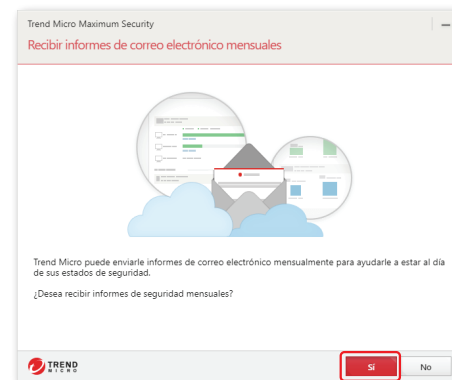 Trend Micro Maximum Security
Recibir informes de correo electrónico mensuales
Trend Micro puede enviarle informes de correo electrónico mensualmente para ayudarle a estar al día
de sus estados de seguridad.
¿Desea recibir informes de seguridad mensuales?
TREND
MICRO
Sí
No